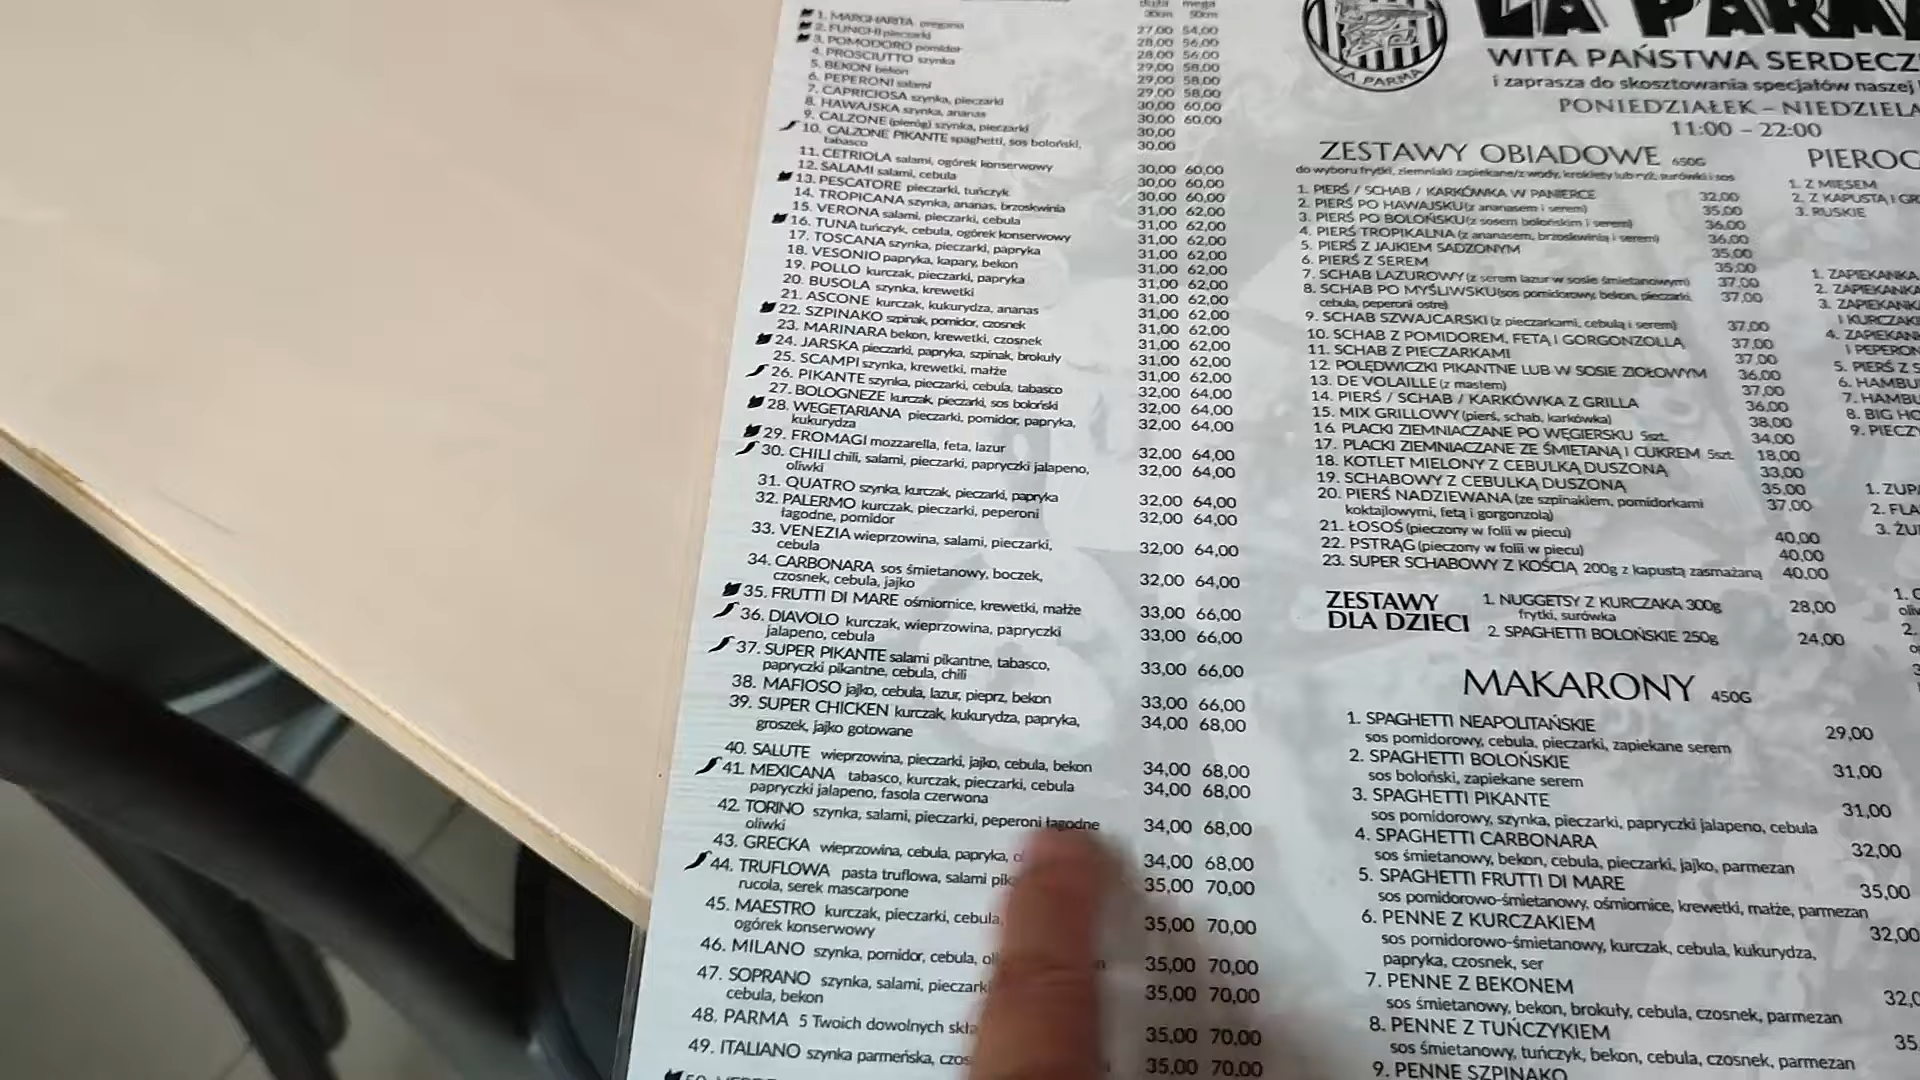 duża mega
30cm 50cm
1. MARGHARITA oregano 27,00 54,00
2. FUNGHI pieczarki 28,00 56,00
3. POMODORO pomidor 28,00 56,00
4. PROSCIUTTO szynka 29,00 58,00
5. BEKON bekon 29,00 58,00
6. PEPERONI salami 29,00 58,00
7. CAPRICIOSA szynka, pieczarki 30,00 60,00
8. HAWAJSKA szynka, ananas 30,00 60,00
9. CALZONE (pieróg) szynka, pieczarki 30,00
10. CALZONE PIKANTE spaghetti, sos boloński, 30,00
tabasco
11. CETRIOLA salami, ogórek konserwowy 30,00 60,00
12. SALAMI salami, cebula 30,00 60,00
13. PESCATORE pieczarki, tuńczyk 30,00 60,00
14. TROPICANA szynka, ananas, brzoskwinia 31,00 62,00
15. VERONA salami, pieczarki, cebula 31,00 62,00
16. TUNA tuńczyk, cebula, ogórek konserwowy 31,00 62,00
17. TOSCANA szynka, pieczarki, papryka 31,00 62,00
18. VESONIO papryka, kapary, bekon 31,00 62,00
19. POLLO kurczak, pieczarki, papryka 31,00 62,00
20. BUSOLA szynka, krewetki 31,00 62,00
21. ASCONE kurczak, kukurydza, ananas 31,00 62,00
22. SZPINAKO szpinak, pomidor, czosnek 31,00 62,00
23. MARINARA bekon, krewetki, czosnek 31,00 62,00
24. JARSKA pieczarki, papryka, szpinak, brokuły 31,00 62,00
25. SCAMPI szynka, krewetki, małże 31,00 62,00
26. PIKANTE szynka, pieczarki, cebula, tabasco 32,00 64,00
27. BOLOGNEZE kurczak, pieczarki, sos boloński 32,00 64,00
28. WEGETARIANA pieczarki, pomidor, papryka, 32,00 64,00
kukurydza
29. FROMAGI mozzarella, feta, lazur 32,00 64,00
30. CHILI chili, salami, pieczarki, papryczki jalapeno, 32,00 64,00
oliwki
31. QUATRO szynka, kurczak, pieczarki, papryka 32,00 64,00
32. PALERMO kurczak, pieczarki, peperoni 32,00 64,00
łagodne, pomidor
33. VENEZIA wieprzowina, salami, pieczarki, 32,00 64,00
cebula
34. CARBONARA sos śmietanowy, boczek, 32,00 64,00
czosnek, cebula, jajko
35. FRUTTI DI MARE ośmiornice, krewetki, małże 33,00 66,00
36. DIAVOLO kurczak, wieprzowina, papryczki 33,00 66,00
jalapeno, cebula
37. SUPER PIKANTE salami pikantne, tabasco, 33,00 66,00
papryczki pikantne, cebula, chili
38. MAFIOSO jajko, cebula, lazur, pieprz, bekon 33,00 66,00
39. SUPER CHICKEN kurczak, kukurydza, papryka, 34,00 68,00
groszek, jajko gotowane
40. SALUTE wieprzowina, pieczarki, jajko, cebula, bekon 34,00 68,00
41. MEXICANA tabasco, kurczak, pieczarki, cebula 34,00 68,00
papryczki jalapeno, fasola czerwona
42. TORINO szynka, salami, pieczarki, peperoni łagodne 34,00 68,00
oliwki
43. GRECKA wieprzowina, cebula, papryka, 34,00 68,00
44. TRUFLOWA pasta truflowa, salami 35,00 70,00
rucola, serek mascarpone
45. MAESTRO kurczak, pieczarki, cebula, 35,00 70,00
ogórek konserwowy
46. MILANO szynka, pomidor, cebula, 35,00 70,00
47. SOPRANO szynka, salami, 35,00 70,00
cebula, bekon
48. PARMA 5 Twoich dowolnych 35,00 70,00
49. ITALIANO szynka parmeńska, 35,00 70,00
LA PARMA
WITA PAŃSTWA
i zaprasza do skosztowania specjałów naszej
PONIEDZIAŁEK – NIEDZIELA
11:00 – 22:00
ZESTAWY OBIADOWE 650G
do wyboru frytki, ziemniaki zapiekane/z wody, krokiety lub ryż, surówki i sos
1. PIERŚ / SCHAB / KARKÓWKA W PANIERCE 32,00
2. PIERŚ PO HAWAJSKU (z ananasem i serem) 35,00
3. PIERŚ PO BOLOŃSKU (z sosem bolońskim i serem) 36,00
4. PIERŚ TROPIKALNA (z ananasem, brzoskwinią i serem) 36,00
5. PIERŚ Z JAJKIEM SADZONYM 35,00
6. PIERŚ Z SEREM 35,00
7. SCHAB LAZUROWY (z serem lazur w sosie śmietanowym) 37,00
8. SCHAB PO MYŚLIWSKU (sos pomidorowy, bekon, pieczarki, 37,00
cebula, peperoni ostre)
9. SCHAB SZWAJCARSKI (z pieczarkami, cebulą i serem) 37,00
10. SCHAB Z POMIDOREM, FETĄ I GORGONZOLLĄ 37,00
11. SCHAB Z PIECZARKAMI 37,00
12. POLĘDWICZKI PIKANTNE LUB W SOSIE ZIOŁOWYM 36,00
13. DE VOLAILLE (z masłem) 37,00
14. PIERŚ / SCHAB / KARKÓWKA Z GRILLA 36,00
15. MIX GRILLOWY (pierś, schab, karkówka) 38,00
16. PLACKI ZIEMNIACZANE PO WĘGIERSKU 5szt. 34,00
17. PLACKI ZIEMNIACZANE ZE ŚMIETANĄ I CUKREM 5szt. 18,00
18. KOTLET MIELONY Z CEBULKĄ DUSZONĄ 33,00
19. SCHABOWY Z CEBULKĄ DUSZONĄ 35,00
20. PIERŚ NADZIEWANA (ze szpinakiem, pomidorkami 37,00
koktajlowymi, fetą i gorgonzolą)
21. ŁOSOŚ (pieczony w folii w piecu) 40,00
22. PSTRĄG (pieczony w folii w piecu) 40,00
23. SUPER SCHABOWY Z KOŚCIĄ 200g z kapustą zasmażaną 40,00
ZESTAWY
DLA DZIECI
1. NUGGETSY Z KURCZAKA 300g 28,00
frytki, surówka
2. SPAGHETTI BOLOŃSKIE 250g 24,00
MAKARONY 450G
1. SPAGHETTI NEAPOLITAŃSKIE 29,00
sos pomidorowy, cebula, pieczarki, zapiekane serem
2. SPAGHETTI BOLOŃSKIE 31,00
sos boloński, zapiekane serem
3. SPAGHETTI PIKANTE 31,00
sos pomidorowy, szynka, pieczarki, papryczki jalapeno, cebula
4. SPAGHETTI CARBONARA 32,00
sos śmietanowy, bekon, cebula, pieczarki, jajko, parmezan
5. SPAGHETTI FRUTTI DI MARE 35,00
sos pomidorowo-śmietanowy, ośmiornice, krewetki, małże, parmezan
6. PENNE Z KURCZAKIEM 32,00
sos pomidorowo-śmietanowy, kurczak, cebula, kukurydza,
papryka, czosnek, ser
7. PENNE Z BEKONEM
sos śmietanowy, bekon, brokuły, cebula, czosnek, parmezan
8. PENNE Z TUŃCZYKIEM
sos śmietanowy, tuńczyk, bekon, cebula, czosnek, parmezan
9. PENNE SZPINAKO
1. Z MIĘSEM
2. Z KAPUSTĄ I
3. RUSKIE
1. ZAPIEKANKA
2. ZAPIEKANKA
3. ZAPIEKANKA
4.
5. PIERŚ Z
6.
7.
8. BIG
9.
1.
2.
3.